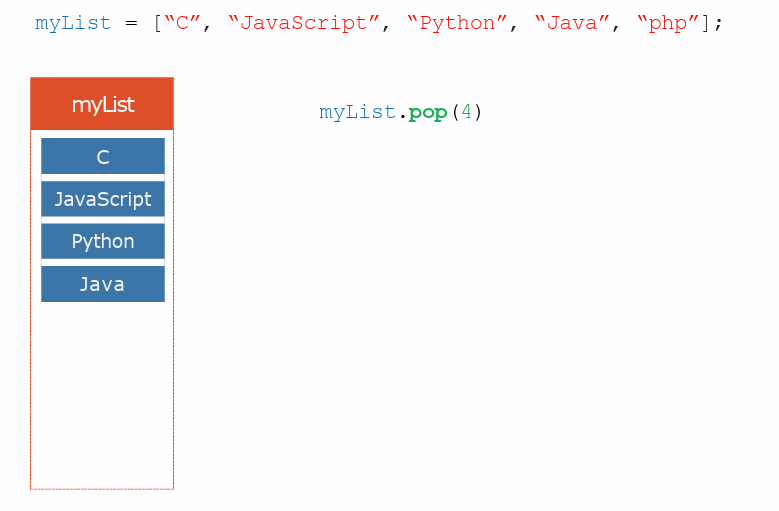 myList = [“C”, “JavaScript”, “Python”, “Java”, “php”];
myList
myList.pop(4)
C
JavaScript
Python
Java